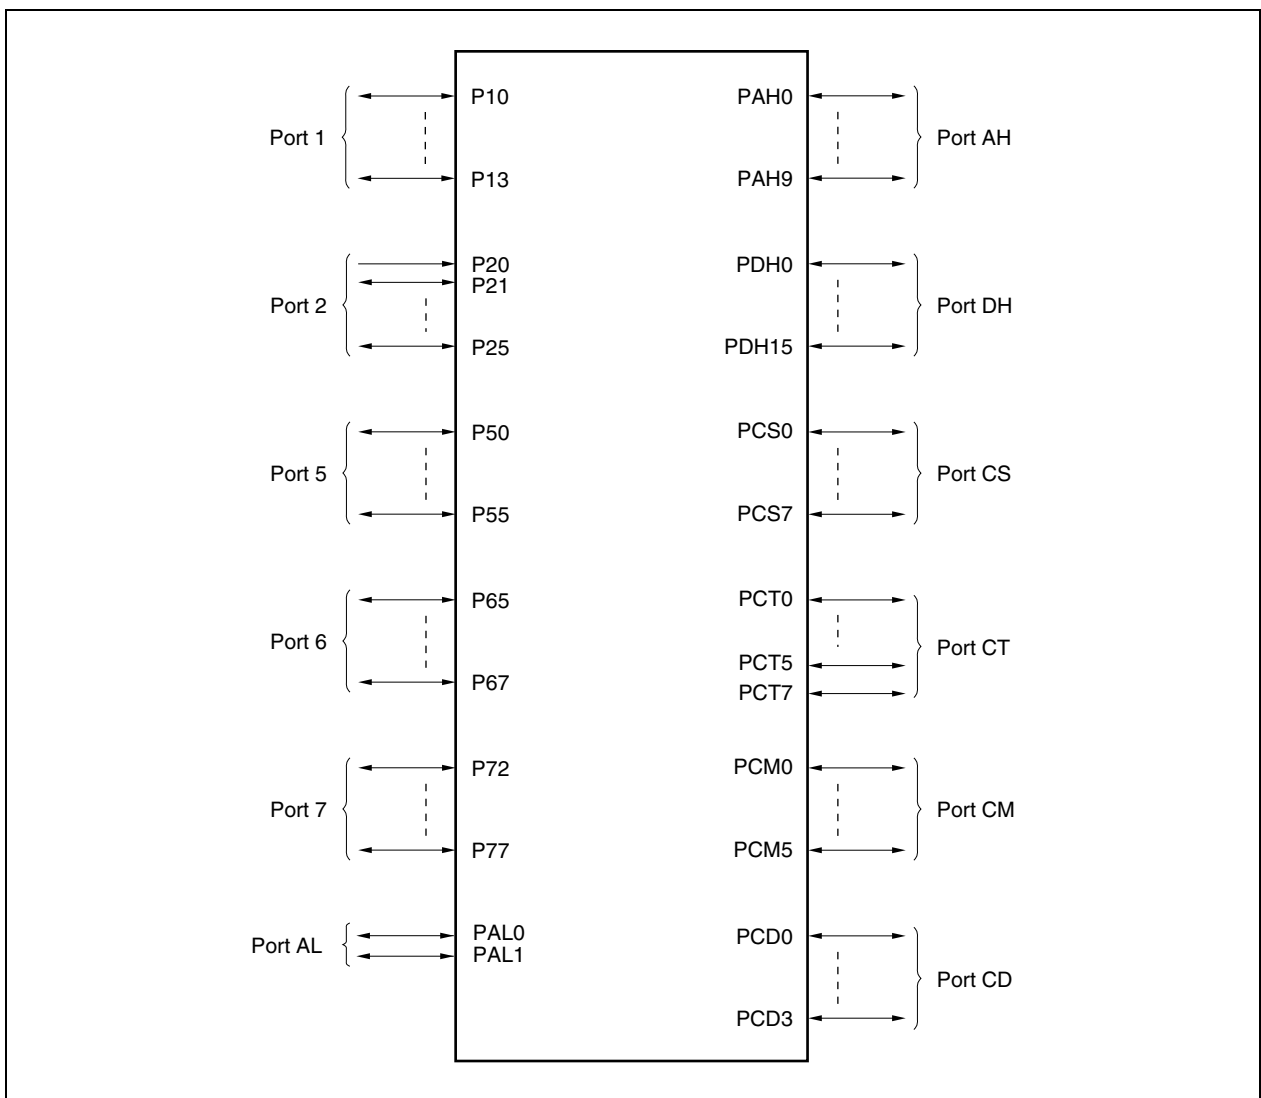 P10
Port 1
P13
P20
P21
Port 2
P25
P50
Port 5
P55
P65
Port 6
P67
P72
Port 7
P77
PAL0
Port AL
PAL1
PAH0
Port AH
PAH9
PDH0
Port DH
PDH15
PCS0
Port CS
PCS7
PCT0
Port CT
PCT5
PCT7
PCM0
Port CM
PCM5
PCD0
Port CD
PCD3